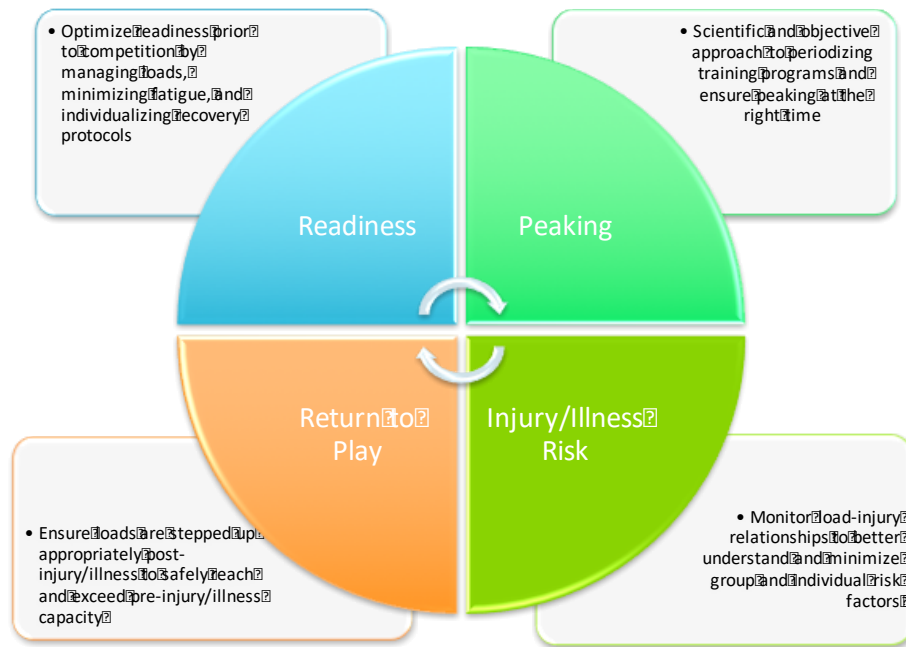 • Optimize readiness prior
to competition by
managing loads,
minimizing fatigue, and
individualizing recovery
protocols
• Scientific and objective
approach to periodizing
training programs and
ensure peaking at the
right time
Readiness
Peaking
Return to
Play
Injury/Illness
Risk
• Ensure loads are stepped up
appropriately post-
injury/illness to safely reach
and exceed pre-injury/illness
capacity
• Monitor load-injury
relationships to better
understand and minimize
group and individual risk
factors